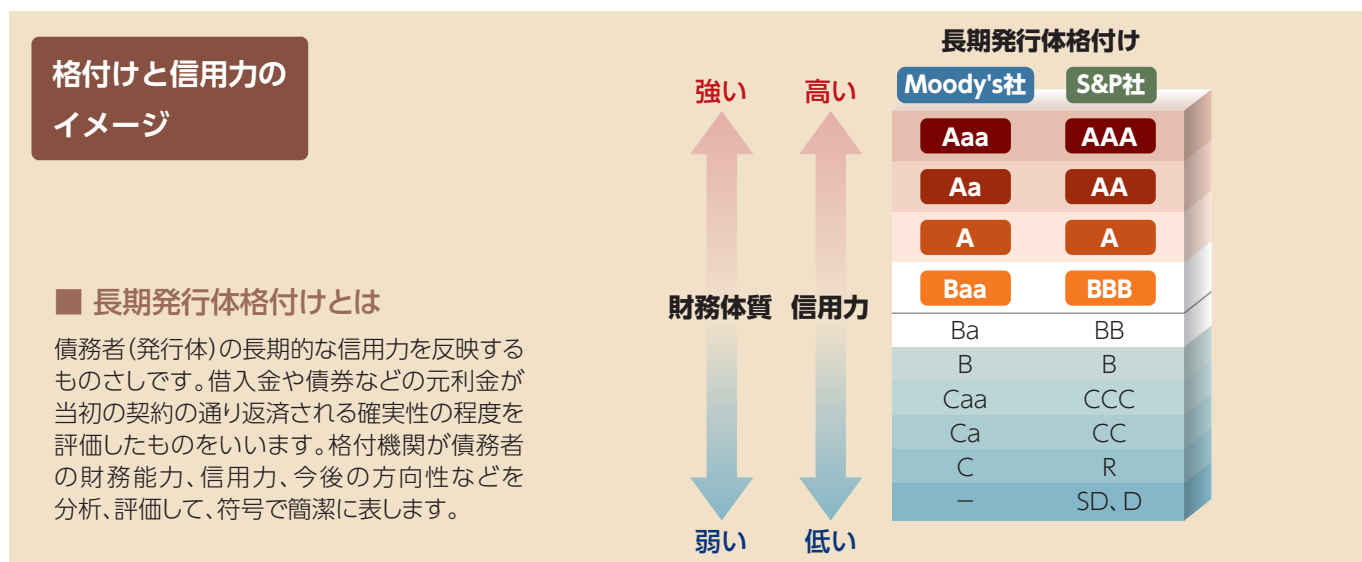 格付けと信用力の
イメージ
■ 長期発行体格付けとは
債務者(発行体)の長期的な信用力を反映する
ものさしです。借入金や債券などの元利金が
当初の契約の通り返済される確実性の程度を
評価したものをいいます。格付機関が債務者
の財務能力、信用力、今後の方向性などを
分析、評価して、符号で簡潔に表します。
強い 高い
財務体質 信用力
弱い 低い
長期発行体格付け
Moody's社 S&P社
Aaa AAA
Aa AA
A A
Baa BBB
Ba BB
B B
Caa CCC
Ca CC
C R
– SD、D